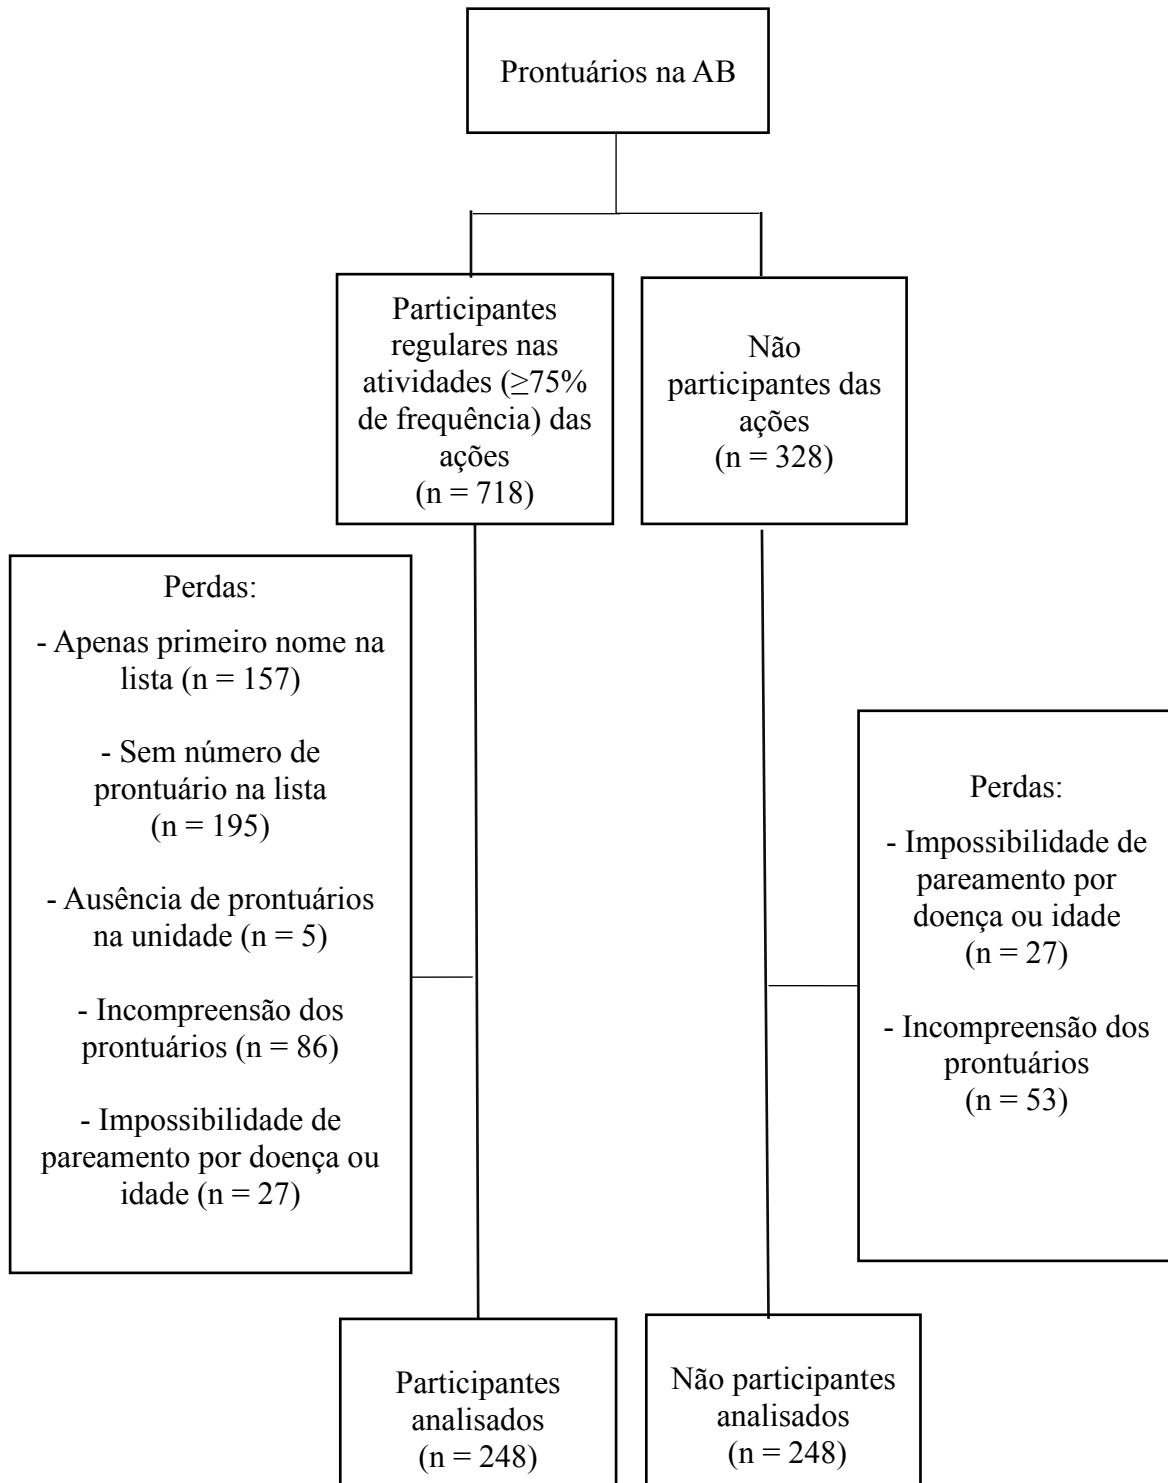 Prontuários na AB
Participantes
regulares nas
atividades (≥75%
de frequência) das
ações
(n = 718)
Não
participantes das
ações
(n = 328)
Perdas:
- Apenas primeiro nome na
lista (n = 157)
- Sem número de
prontuário na lista
(n = 195)
- Ausência de prontuários
na unidade (n = 5)
- Incompreensão dos
prontuários (n = 86)
- Impossibilidade de
pareamento por doença ou
idade (n = 27)
Perdas:
- Impossibilidade de
pareamento por
doença ou idade
(n = 27)
- Incompreensão dos
prontuários
(n = 53)
Participantes
analisados
(n = 248)
Não participantes
analisados
(n = 248)